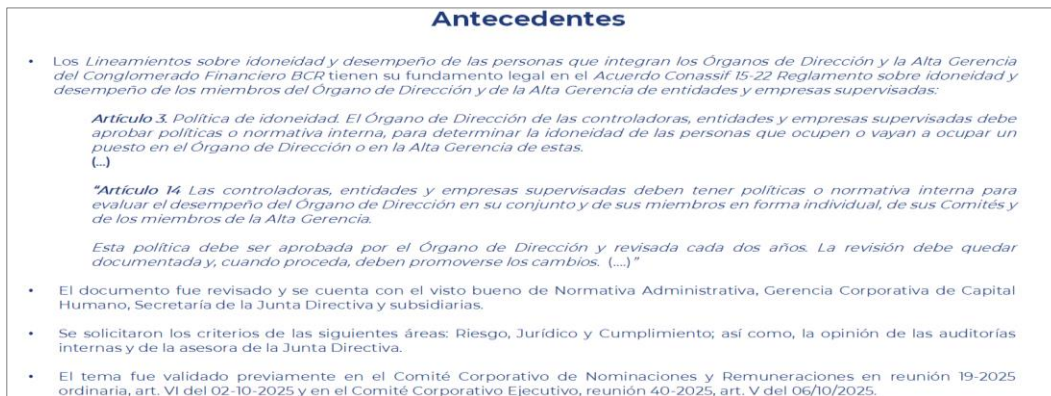 Antecedentes
• Los Lineamientos sobre idoneidad y desempeño de las personas que integran los Órganos de Dirección y la Alta Gerencia
del Conglomerado Financiero BCR tienen su fundamento legal en el Acuerdo Conassif 15-22 Reglamento sobre idoneidad y
desempeño de los miembros del Órgano de Dirección y de la Alta Gerencia de entidades y empresas supervisadas:
Artículo 3. Política de idoneidad. El Órgano de Dirección de las controladoras, entidades y empresas supervisadas debe
aprobar políticas o normativa interna, para determinar la idoneidad de las personas que ocupen o vayan a ocupar un
puesto en el Órgano de Dirección o en la Alta Gerencia de estas.
(...)
"Artículo 14 Las controladoras, entidades y empresas supervisadas deben tener políticas o normativa interna para
evaluar el desempeño del Órgano de Dirección en su conjunto y de sus miembros en forma individual, de sus Comités y
de los miembros de la Alta Gerencia.
Esta política debe ser aprobada por el Órgano de Dirección y revisada cada dos años. La revisión debe quedar
documentada y, cuando proceda, deben promoverse los cambios. (....)"
• El documento fue revisado y se cuenta con el visto bueno de Normativa Administrativa, Gerencia Corporativa de Capital
Humano, Secretaría de la Junta Directiva y subsidiarias.
• Se solicitaron los criterios de las siguientes áreas: Riesgo, Jurídico y Cumplimiento; así como, la opinión de las auditorías
internas y de la asesora de la Junta Directiva.
• El tema fue validado previamente en el Comité Corporativo de Nominaciones y Remuneraciones en reunión 19-2025
ordinaria, art. VI del 02-10-2025 y en el Comité Corporativo Ejecutivo, reunión 40-2025, art. V del 06/10/2025.